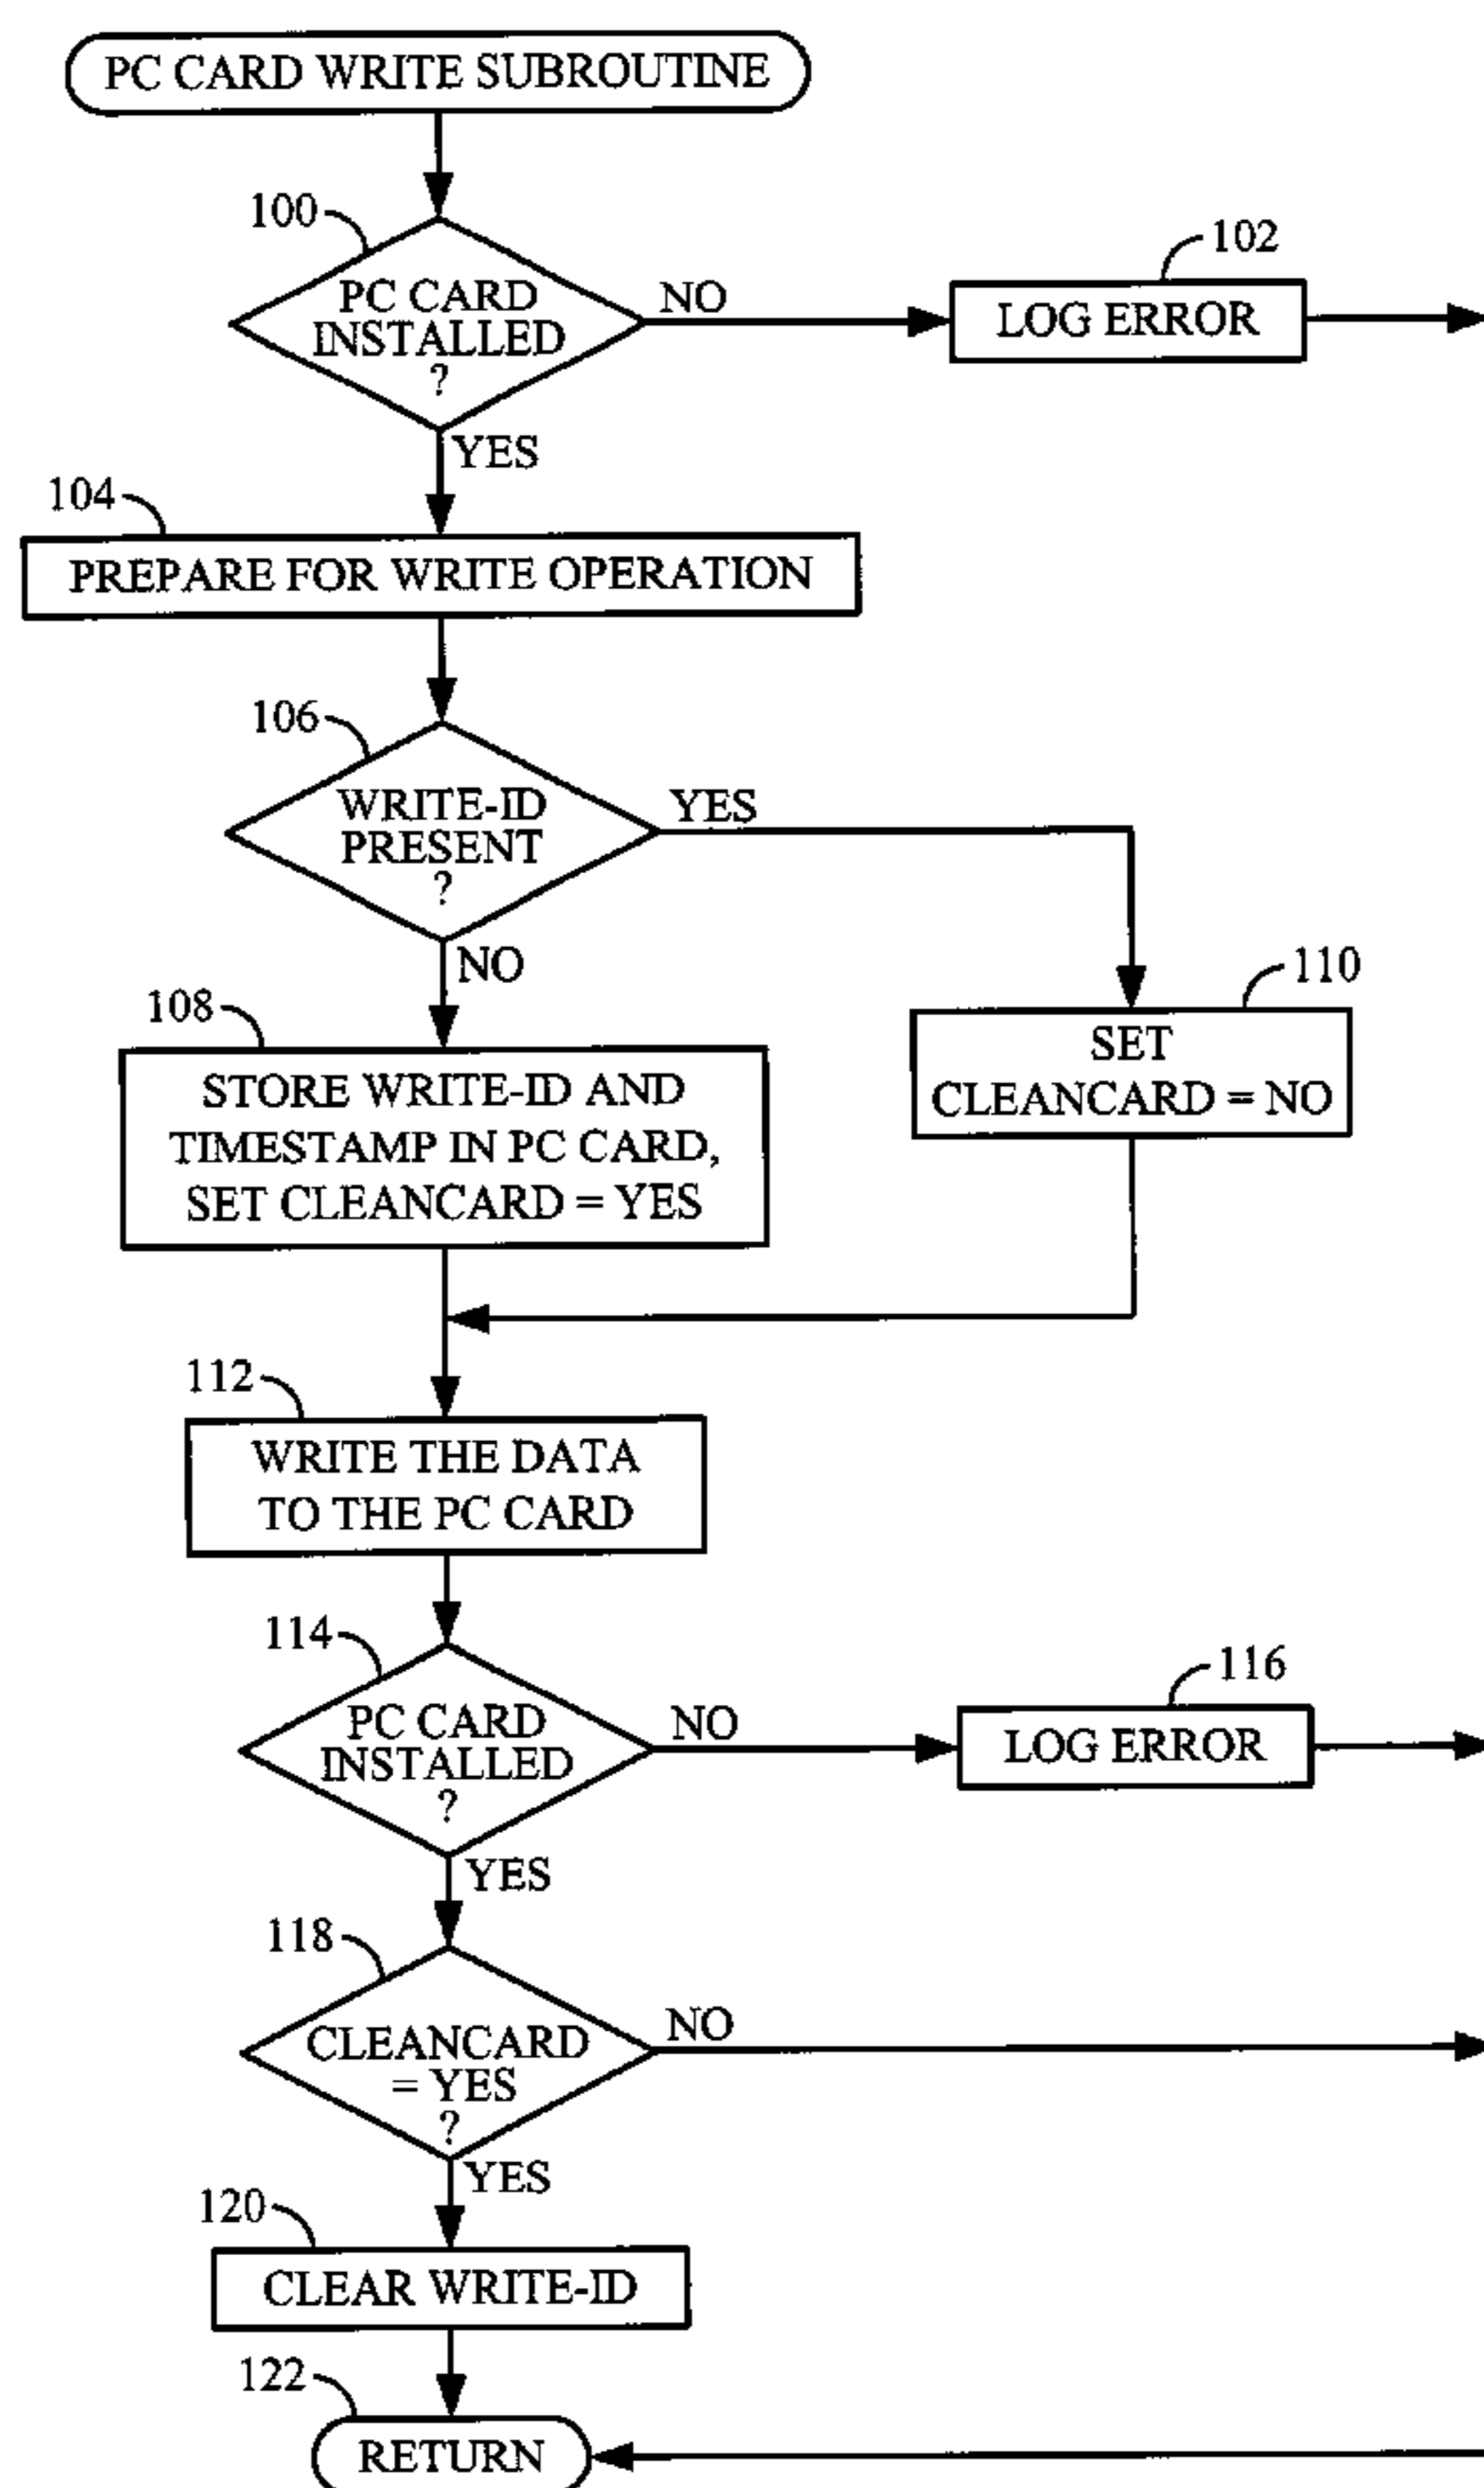 PC CARD WRITE SUBROUTINE
100
PC CARD
INSTALLED
?
NO
102
LOG ERROR
YES
104
PREPARE FOR WRITE OPERATION
106
WRITE-ID
PRESENT
?
YES
NO
108
STORE WRITE-ID AND
TIMESTAMP IN PC CARD,
SET CLEANCARD = YES
110
SET
CLEANCARD = NO
112
WRITE THE DATA
TO THE PC CARD
114
PC CARD
INSTALLED
?
NO
116
LOG ERROR
YES
118
CLEANCARD
= YES
?
NO
YES
120
CLEAR WRITE-ID
122
RETURN